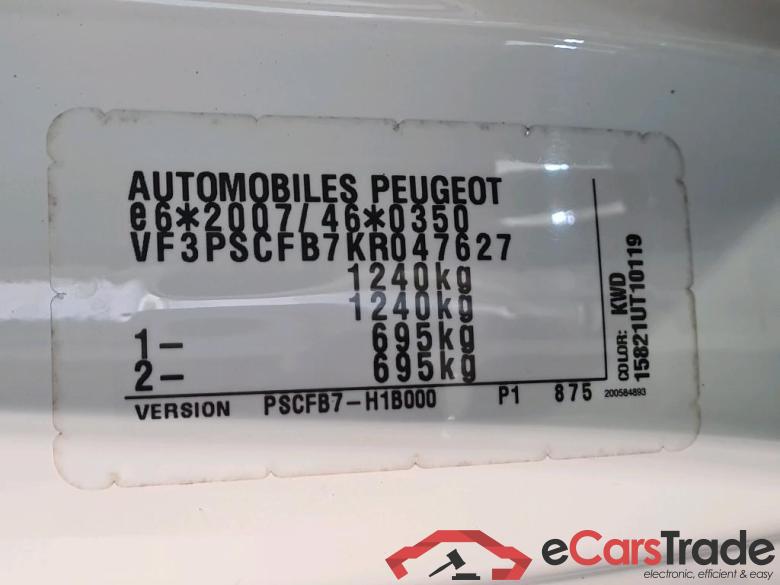 AUTOMOBILES PEUGEOT
e6*2007/46*0350
VF3PSCFB7KR047627
1240kg
1240kg
1- 695kg
2- 695kg
VERSION PSCFB7-H1B000 P1 875
COLOR: KWD
15821UT10119
200584893
eCarsTrade
electronic, efficient & easy